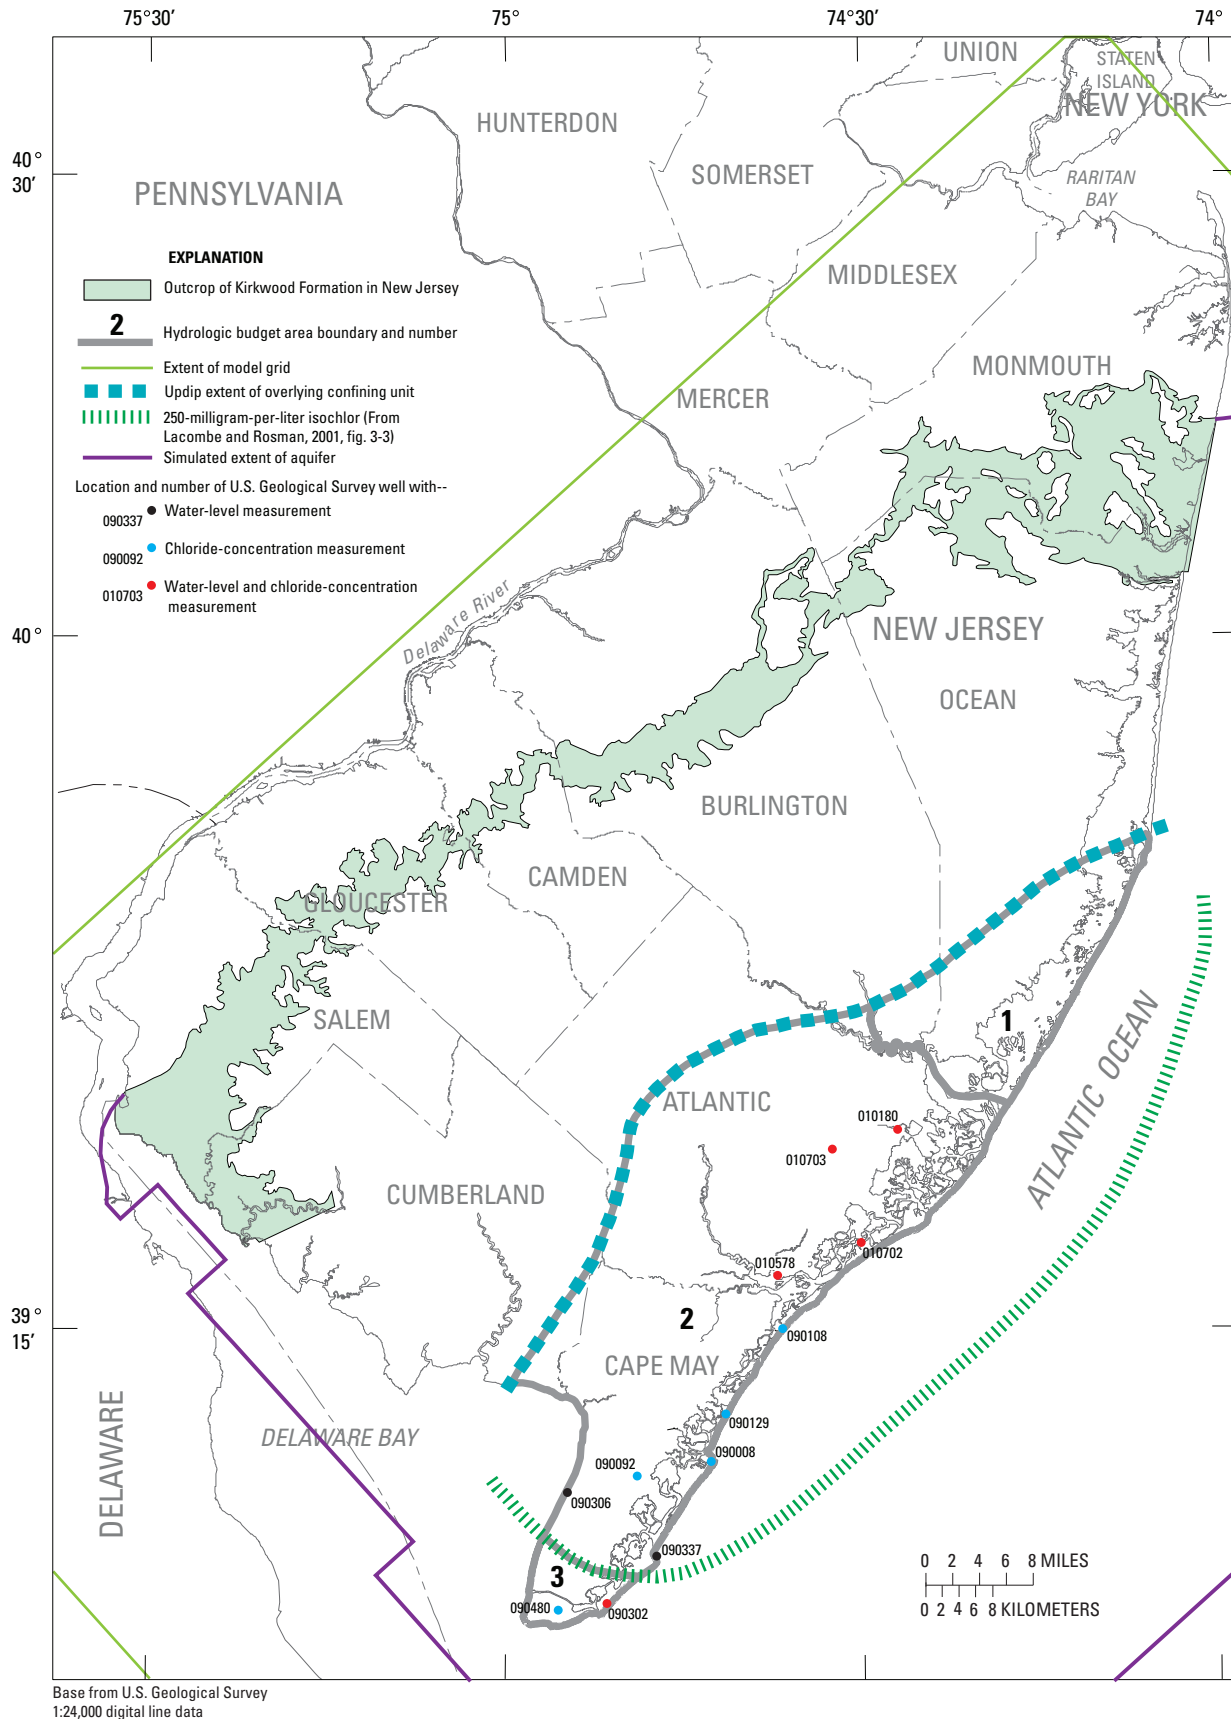 75°30'
75°
74°30'
74°
UNION
STATEN
ISLAND
NEW YORK
HUNTERDON
40°
30'
SOMERSET
RARITAN
BAY
PENNSYLVANIA
EXPLANATION
Outcrop of Kirkwood Formation in New Jersey
2
Hydrologic budget area boundary and number
Extent of model grid
Updip extent of overlying confining unit
250-milligram-per-liter isochlor (From
Lacombe and Rosman, 2001, fig. 3-3)
Simulated extent of aquifer
Location and number of U.S. Geological Survey well with--
090337
Water-level measurement
090092
Chloride-concentration measurement
010703
Water-level and chloride-concentration
measurement
MIDDLESEX
MONMOUTH
MERCER
Delaware River
40°
NEW JERSEY
OCEAN
BURLINGTON
CAMDEN
GLOUCESTER
SALEM
1
ATLANTIC OCEAN
ATLANTIC
010180
010703
CUMBERLAND
010702
010578
39°
15'
2
090108
CAPE MAY
DELAWARE
DELAWARE BAY
090129
090008
090092
090306
090337
3
090480
090302
0 2 4 6 8 MILES
0 2 4 6 8 KILOMETERS
Base from U.S. Geological Survey
1:24,000 digital line data